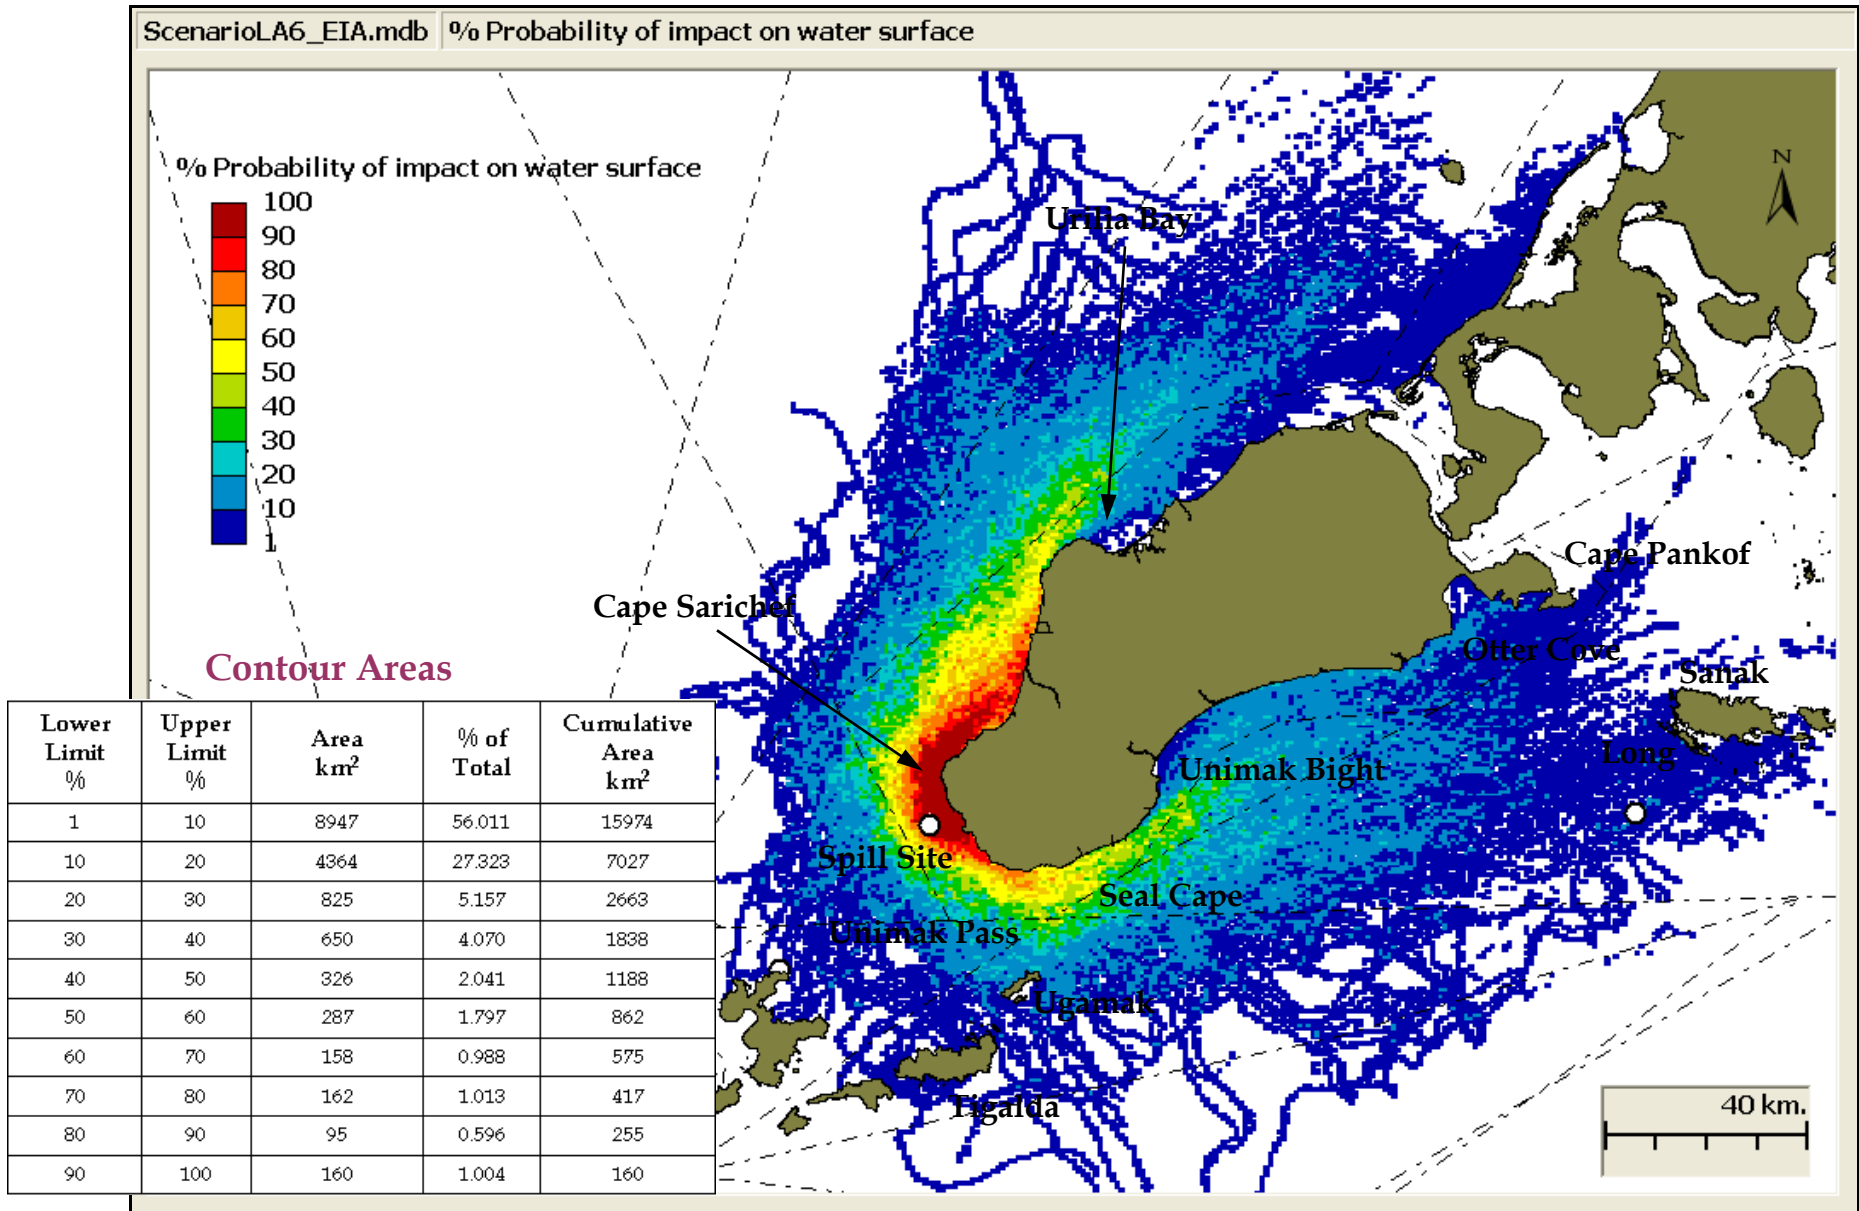 ScenarioLA6_EIA.mdb % Probability of impact on water surface
% Probability of impact on water surface
100
90
80
70
60
50
40
30
20
10
1
N
Urilia Bay
Cape Pankof
Cape Sarichef
Otter Cove
Sanak
Long
Unimak Bight
Spill Site
Seal Cape
Unimak Pass
Ugamak
Tigalda
40 km.
Contour Areas
Lower Limit % Upper Limit % Area km² % of Total Cumulative Area km²
1 10 8947 56.011 15974
10 20 4364 27.323 7027
20 30 825 5.157 2663
30 40 650 4.070 1838
40 50 326 2.041 1188
50 60 287 1.797 862
60 70 158 0.988 575
70 80 162 1.013 417
80 90 95 0.596 255
90 100 160 1.004 160